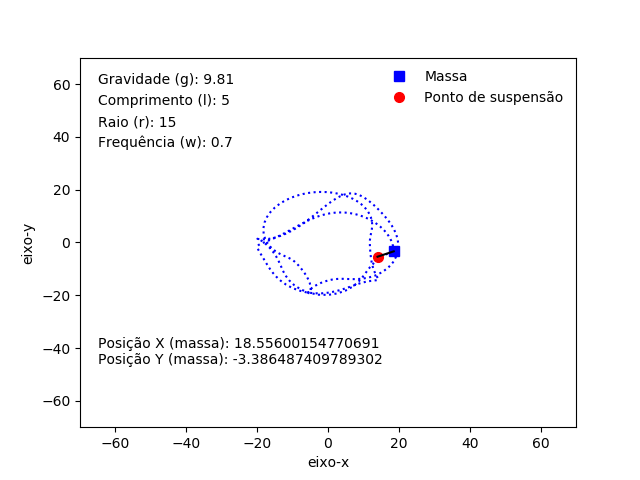 Gravidade (g): 9.81
Comprimento (l): 5
Raio (r): 15
Frequência (w): 0.7
Massa
Ponto de suspensão
60
40
20
0
−20
−40
−60
eixo-y
Posição X (massa): 18.55600154770691
Posição Y (massa): -3.386487409789302
−60
−40
−20
0
20
40
60
eixo-x